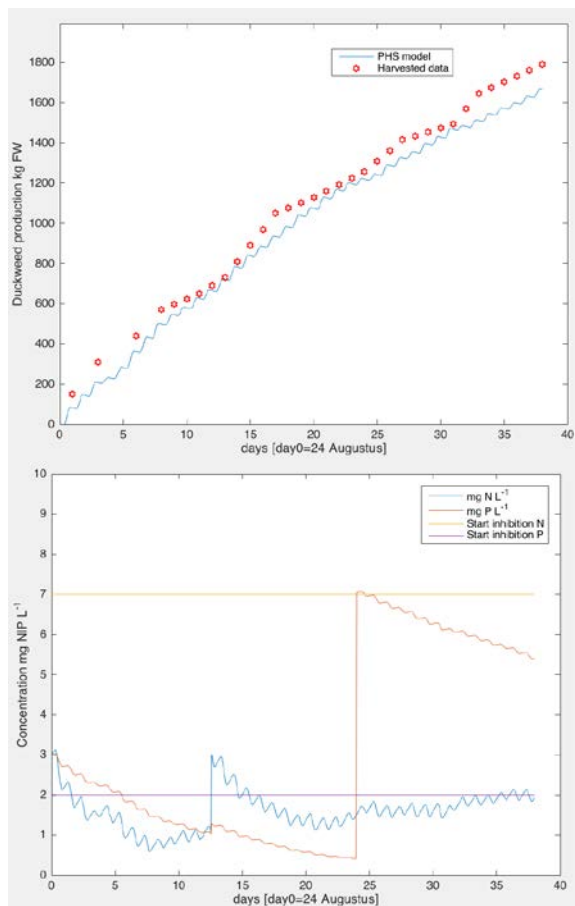 1800
1600
1400
1200
1000
800
600
400
200
0
Duckweed production kg FW
PHS model
Harvested data
0 5 10 15 20 25 30 35 40
days [day0=24 Augustus]
10
9
8
7
6
5
4
3
2
1
0
Concentration mg N|P L⁻¹
mg N L⁻¹
mg P L⁻¹
Start inhibition N
Start inhibition P
0 5 10 15 20 25 30 35 40
days [day0=24 Augustus]